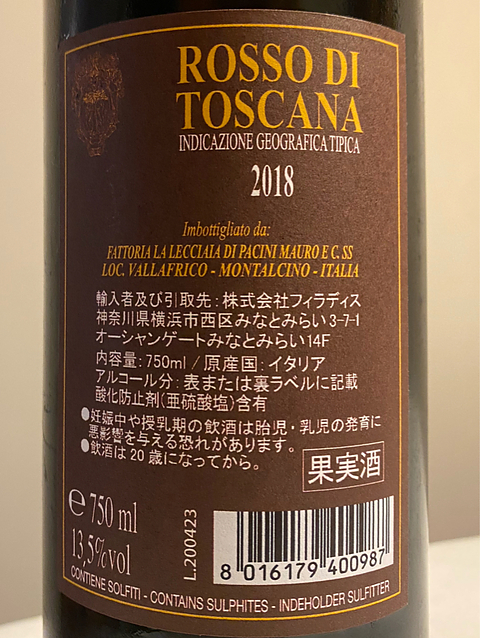 ROSSO DI
TOSCANA
INDICAZIONE GEOGRAFICA TIPICA
2018
Imbottigliato da:
FATTORIA LA LECCIAIA DI PACINI MAURO E C. SS
LOC. VALLAFRICO - MONTALCINO - ITALIA
輸入者及び引取先：株式会社フィラディス
神奈川県横浜市西区みなとみらい3-7-1
オーシャンゲートみなとみらい14F
内容量：750ml / 原産国：イタリア
アルコール分：表または裏ラベルに記載
酸化防止剤(亜硫酸塩)含有
●妊娠中や授乳期の飲酒は胎児・乳児の発育に
悪影響を与える恐れがあります。
●飲酒は20歳になってから。
果実酒
℮ 750 ml
13,5%vol
L.200423
8 016179 400987
CONTIENE SOLFITI - CONTAINS SULPHITES - INDEHOLDER SULFITTER